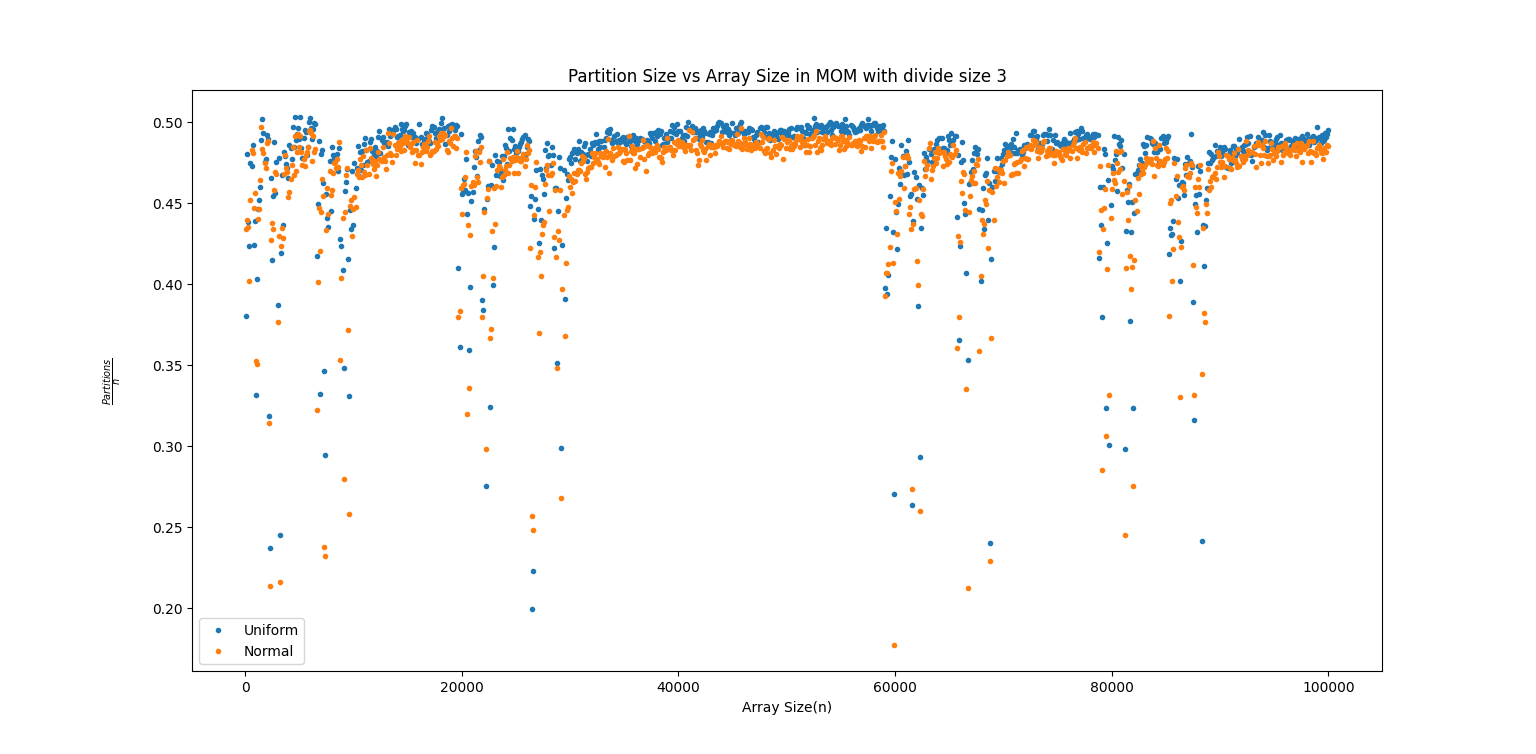 Partition Size vs Array Size in MOM with divide size 3
0.50
0.45
0.40
0.35
0.30
0.25
0.20
Partitions
n
Uniform
Normal
0 20000 40000 60000 80000 100000
Array Size(n)